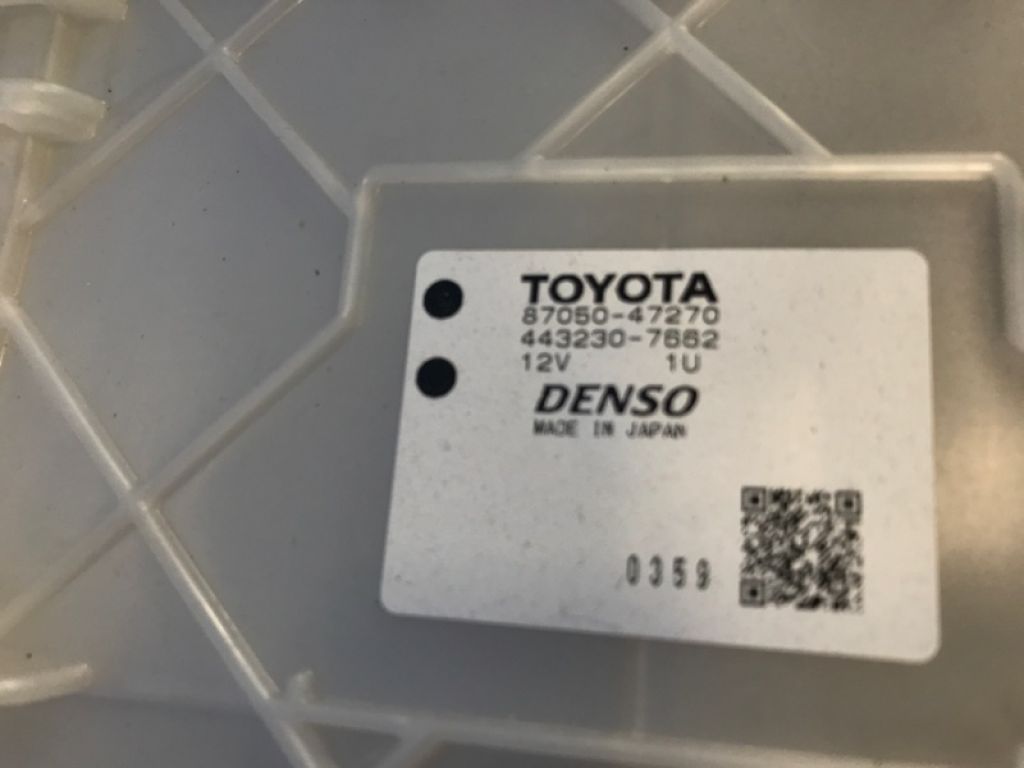 TOYOTA
87050-47270
443230-7662
12V 1U
DENSO
MADE IN JAPAN
0359